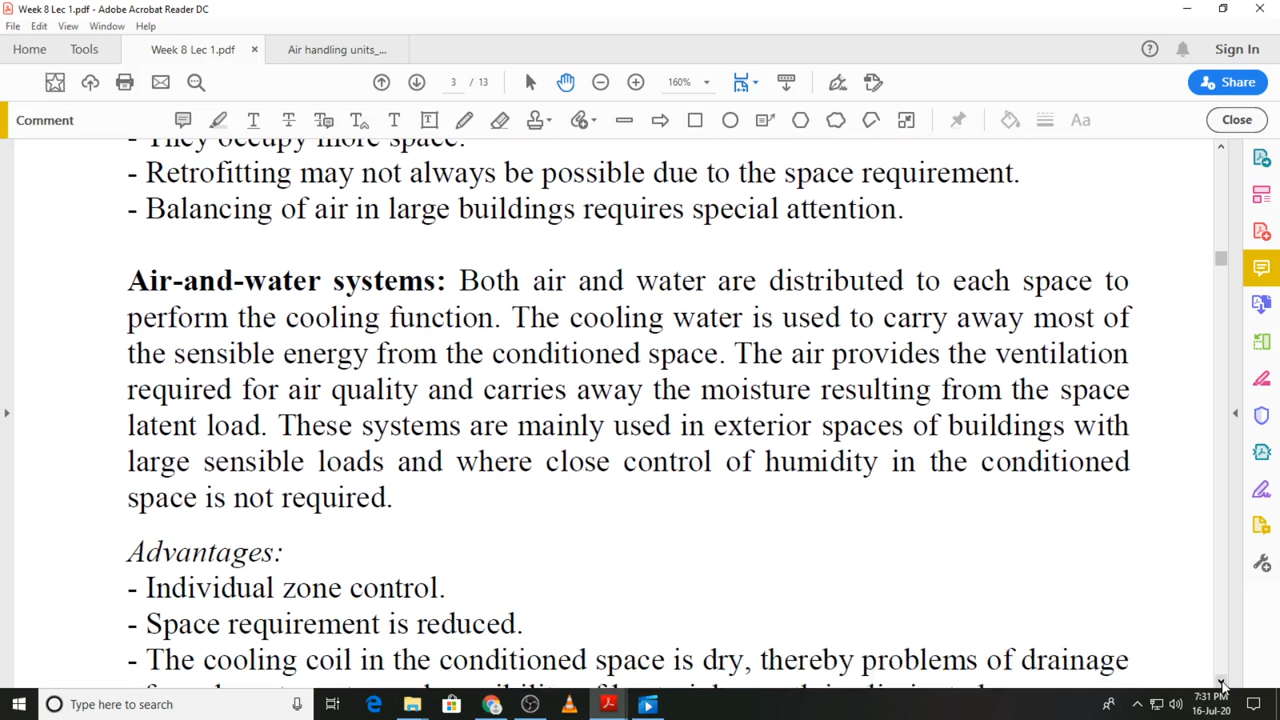 Week 8 Lec 1.pdf - Adobe Acrobat Reader DC
File Edit View Window Help
Home Tools Week 8 Lec 1.pdf × Air handling units_... Sign In
3 / 13 160% Share
Comment T T T T Aa Close
- They occupy more space.
- Retrofitting may not always be possible due to the space requirement.
- Balancing of air in large buildings requires special attention.
Air-and-water systems: Both air and water are distributed to each space to
perform the cooling function. The cooling water is used to carry away most of
the sensible energy from the conditioned space. The air provides the ventilation
required for air quality and carries away the moisture resulting from the space
latent load. These systems are mainly used in exterior spaces of buildings with
large sensible loads and where close control of humidity in the conditioned
space is not required.
Advantages:
- Individual zone control.
- Space requirement is reduced.
- The cooling coil in the conditioned space is dry, thereby problems of drainage
Type here to search
7:31 PM
16-Jul-20